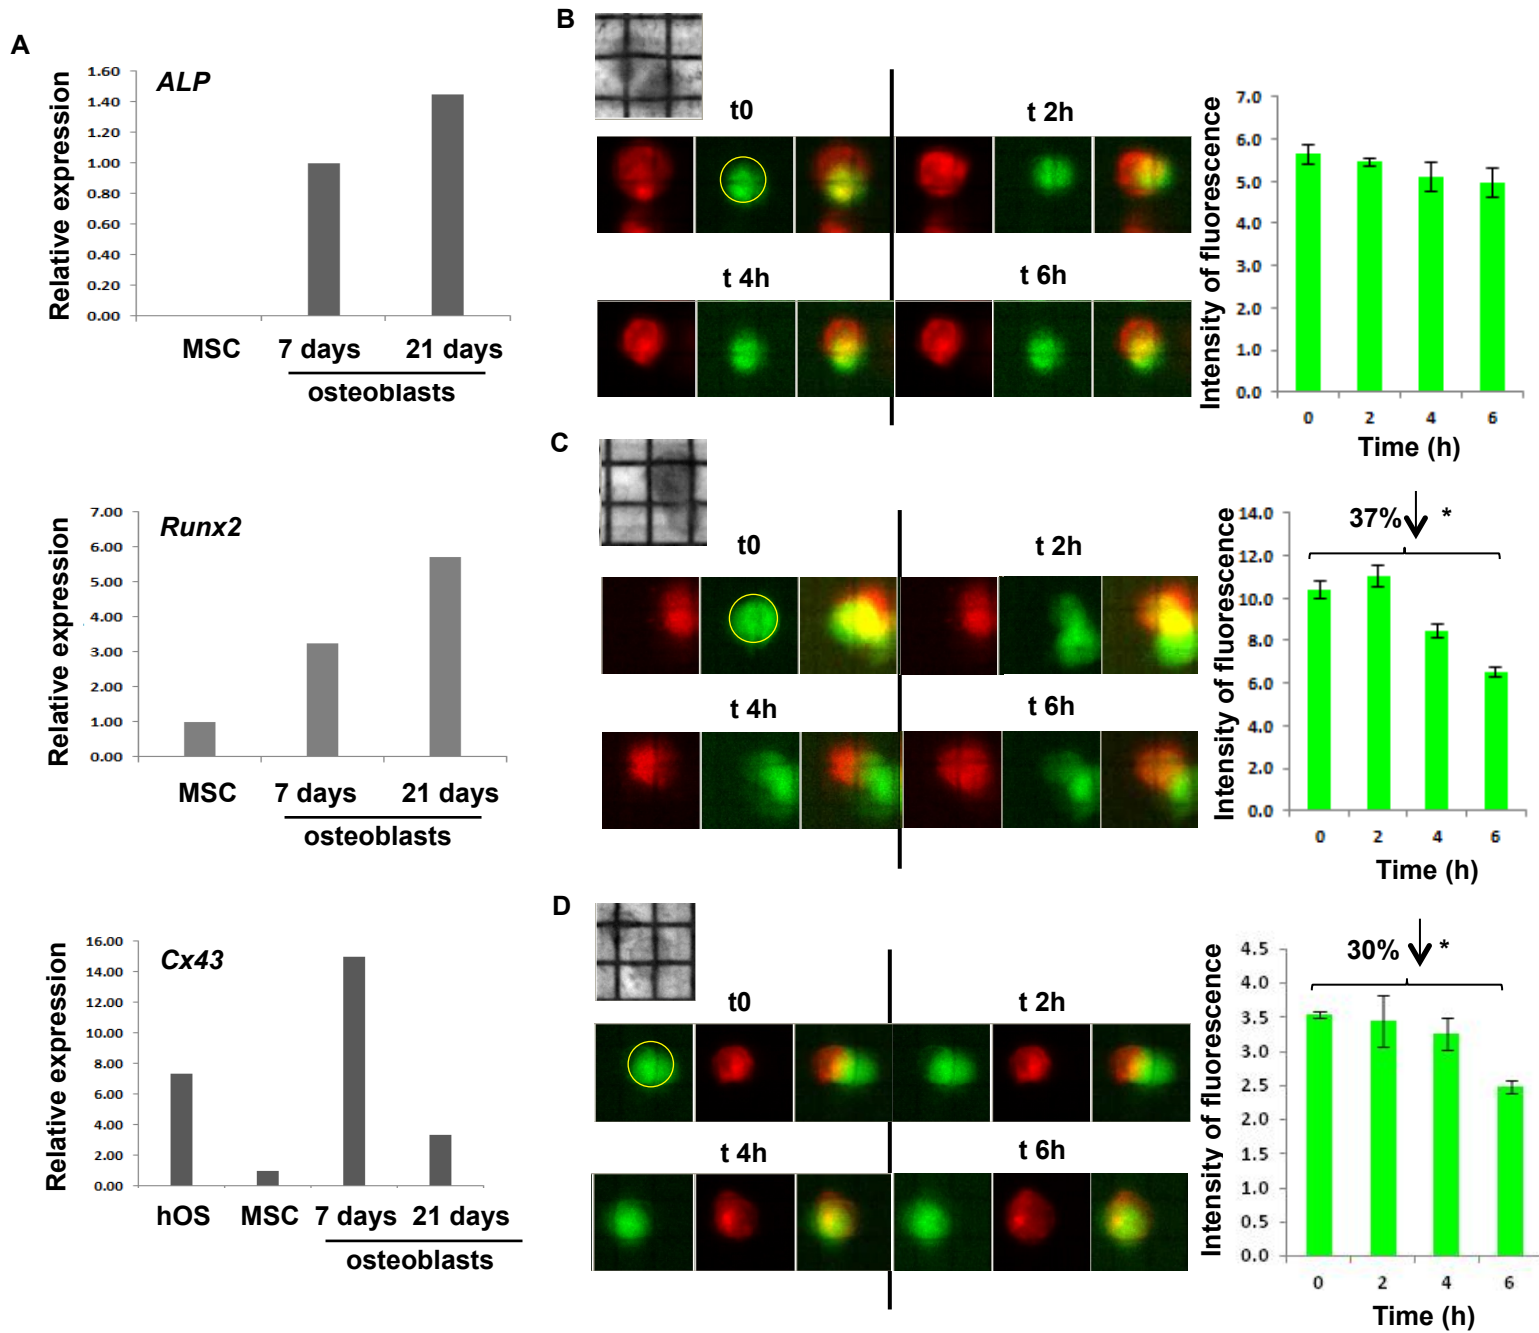 A
Relative expression
ALP
1.60
1.40
1.20
1.00
0.80
0.60
0.40
0.20
0.00
MSC 7 days 21 days
osteoblasts
Relative expression
Runx2
7.00
6.00
5.00
4.00
3.00
2.00
1.00
0.00
MSC 7 days 21 days
osteoblasts
Relative expression
Cx43
16.00
14.00
12.00
10.00
8.00
6.00
4.00
2.00
0.00
hOS MSC 7 days 21 days
osteoblasts
B
t0 t 2h
t 4h t 6h
Intensity of fluorescence
7.0
6.0
5.0
4.0
3.0
2.0
1.0
0.0
0 2 4 6
Time (h)
C
t0 t 2h
t 4h t 6h
Intensity of fluorescence
37% *
14.0
12.0
10.0
8.0
6.0
4.0
2.0
0.0
0 2 4 6
Time (h)
D
t0 t 2h
t 4h t 6h
Intensity of fluorescence
30% *
4.5
4.0
3.5
3.0
2.5
2.0
1.5
1.0
0.5
0.0
0 2 4 6
Time (h)